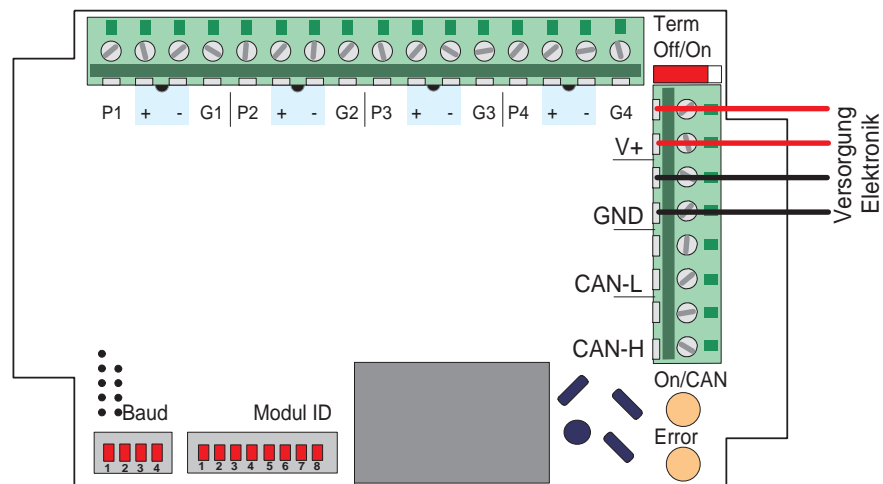 Term
Off/On
P1 + - G1 P2 + - G2 P3 + - G3 P4 + - G4
V+
GND
CAN-L
CAN-H
Versorgung
Elektronik
On/CAN
Error
Baud
1 2 3 4
Modul ID
1 2 3 4 5 6 7 8